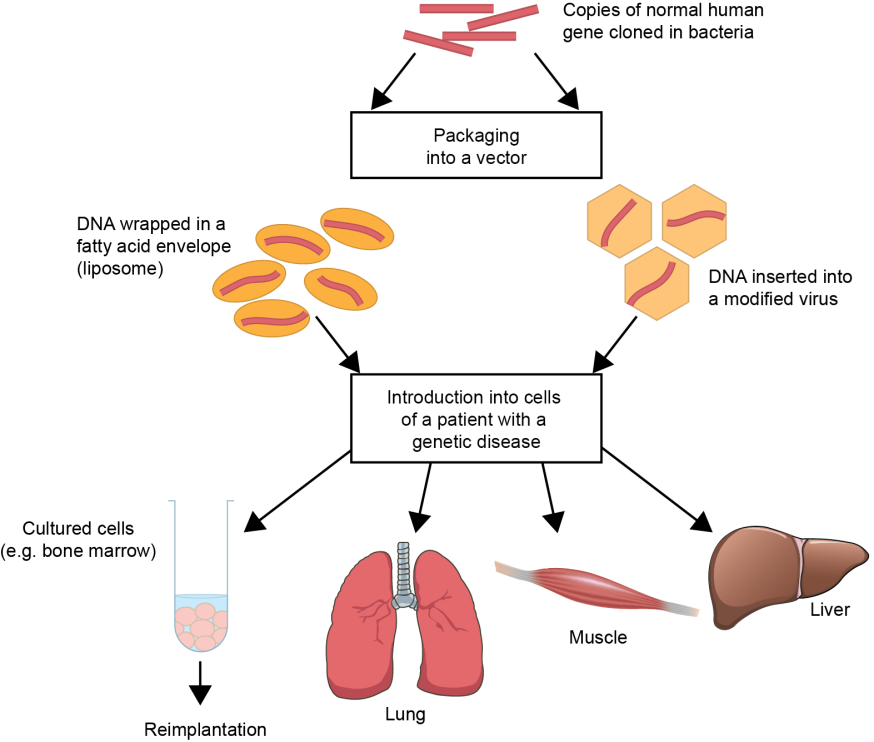 Copies of normal human
gene cloned in bacteria
Packaging
into a vector
DNA wrapped in a
fatty acid envelope
(liposome)
DNA inserted into
a modified virus
Introduction into cells
of a patient with a
genetic disease
Cultured cells
(e.g. bone marrow)
Liver
Muscle
Lung
Reimplantation